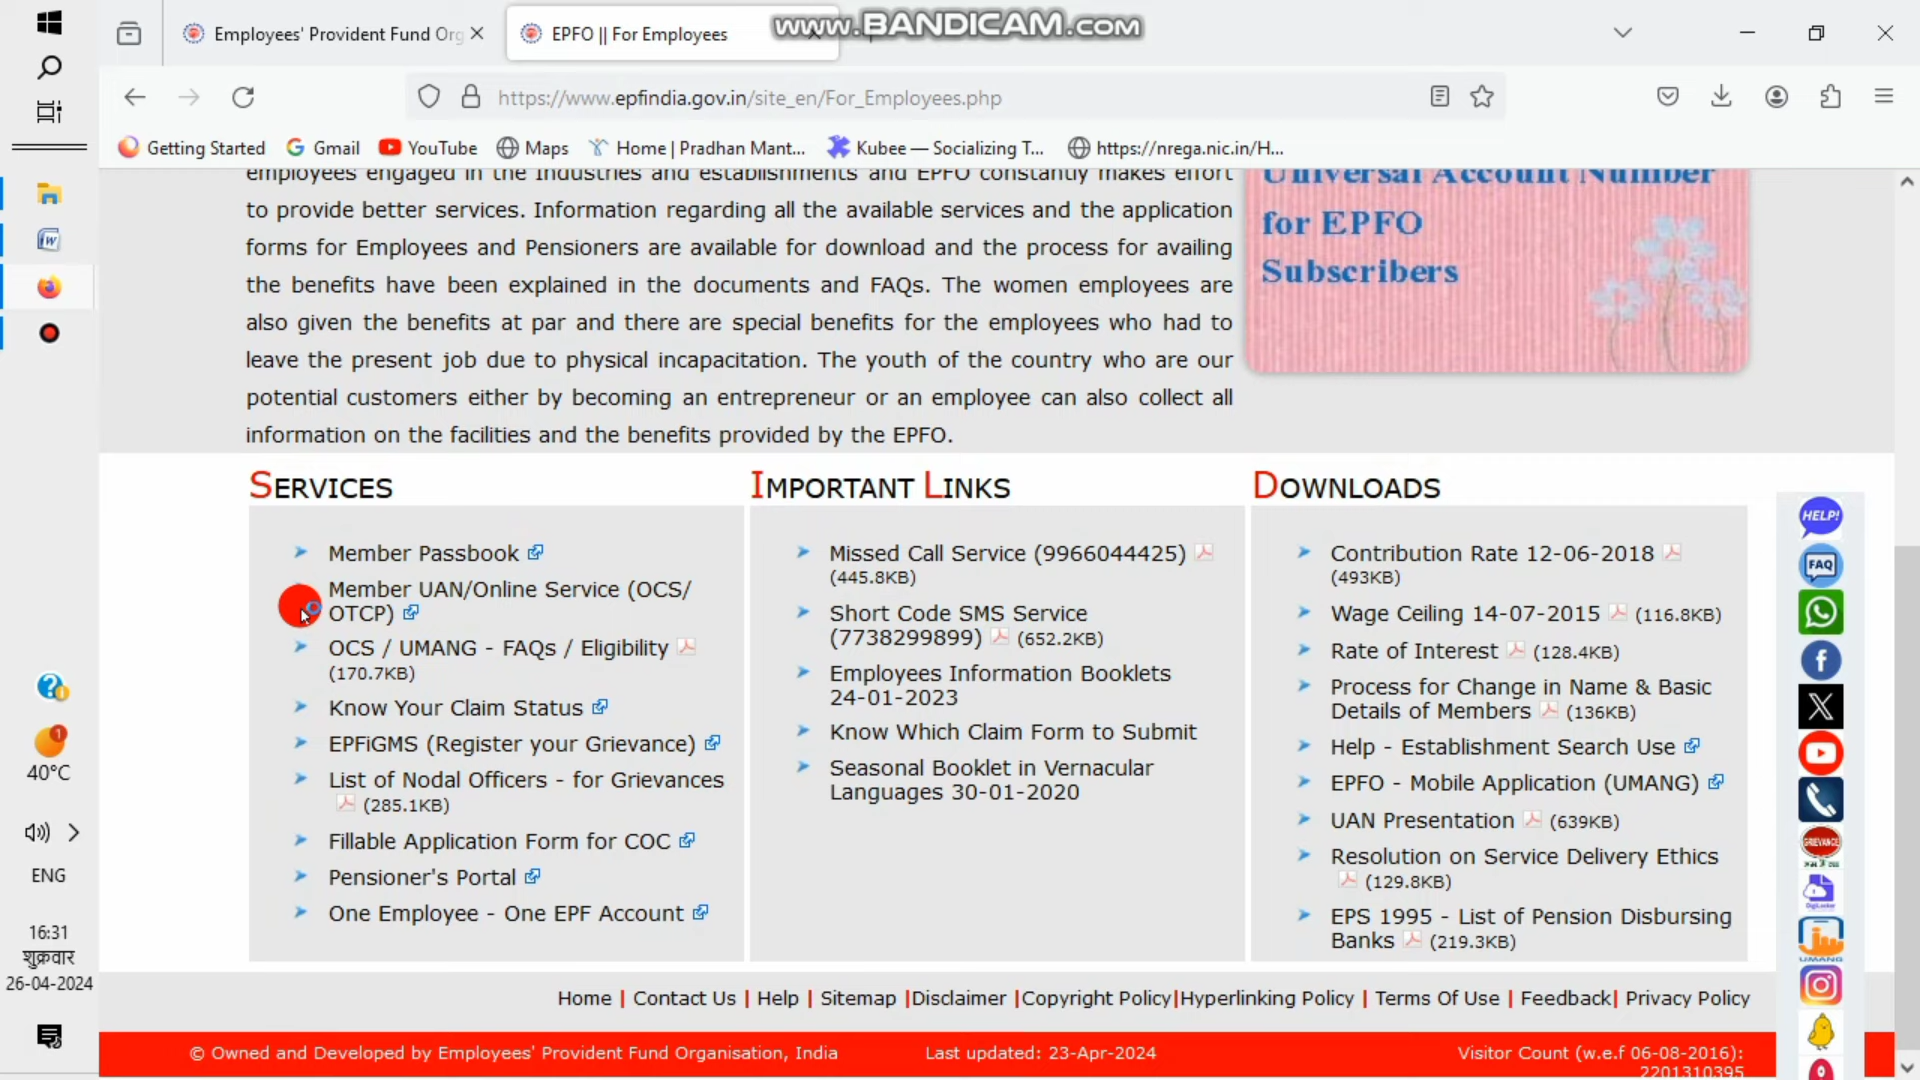 Employees' Provident Fund Org
EPFO || For Employees
www.BANDICAM.com
https://www.epfindia.gov.in/site_en/For_Employees.php
Getting Started
Gmail
YouTube
Maps
Home | Pradhan Mant...
Kubee — Socializing T...
https://nrega.nic.in/H...
employees engaged in the Industries and establishments and EPFO constantly makes effort
to provide better services. Information regarding all the available services and the application
forms for Employees and Pensioners are available for download and the process for availing
the benefits have been explained in the documents and FAQs. The women employees are
also given the benefits at par and there are special benefits for the employees who had to
leave the present job due to physical incapacitation. The youth of the country who are our
potential customers either by becoming an entrepreneur or an employee can also collect all
information on the facilities and the benefits provided by the EPFO.
Universal Account Number
for EPFO
Subscribers
SERVICES
Member Passbook
Member UAN/Online Service (OCS/
OTCP)
OCS / UMANG - FAQs / Eligibility
(170.7KB)
Know Your Claim Status
EPFiGMS (Register your Grievance)
List of Nodal Officers - for Grievances
(285.1KB)
Fillable Application Form for COC
Pensioner's Portal
One Employee - One EPF Account
IMPORTANT LINKS
Missed Call Service (9966044425)
(445.8KB)
Short Code SMS Service
(7738299899) (652.2KB)
Employees Information Booklets
24-01-2023
Know Which Claim Form to Submit
Seasonal Booklet in Vernacular
Languages 30-01-2020
DOWNLOADS
Contribution Rate 12-06-2018
(493KB)
Wage Ceiling 14-07-2015 (116.8KB)
Rate of Interest (128.4KB)
Process for Change in Name & Basic
Details of Members (136KB)
Help - Establishment Search Use
EPFO - Mobile Application (UMANG)
UAN Presentation (639KB)
Resolution on Service Delivery Ethics
(129.8KB)
EPS 1995 - List of Pension Disbursing
Banks (219.3KB)
HELP!
FAQ
GRIEVANCE
DigiLocker
UMANG
Home | Contact Us | Help | Sitemap |Disclaimer |Copyright Policy|Hyperlinking Policy | Terms Of Use | Feedback| Privacy Policy
© Owned and Developed by Employees' Provident Fund Organisation, India
Last updated: 23-Apr-2024
Visitor Count (w.e.f 06-08-2016):
2201310395
1
40°C
ENG
16:31
शुक्रवार
26-04-2024